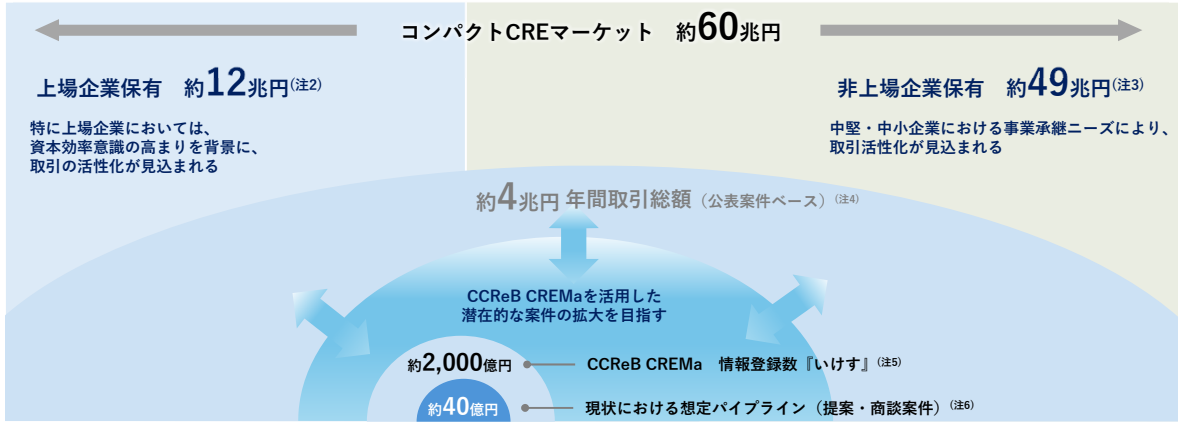 コンパクトCREマーケット 約60兆円
上場企業保有 約12兆円(注2)
特に上場企業においては、
資本効率意識の高まりを背景に、
取引の活性化が見込まれる
非上場企業保有 約49兆円(注3)
中堅・中小企業における事業承継ニーズにより、
取引活性化が見込まれる
約4兆円 年間取引総額（公表案件ベース）(注4)
CCReB CREMaを活用した
潜在的な案件の拡大を目指す
約2,000億円 CCReB CREMa 情報登録数『いけす』(注5)
約40億円 現状における想定パイプライン（提案・商談案件）(注6)